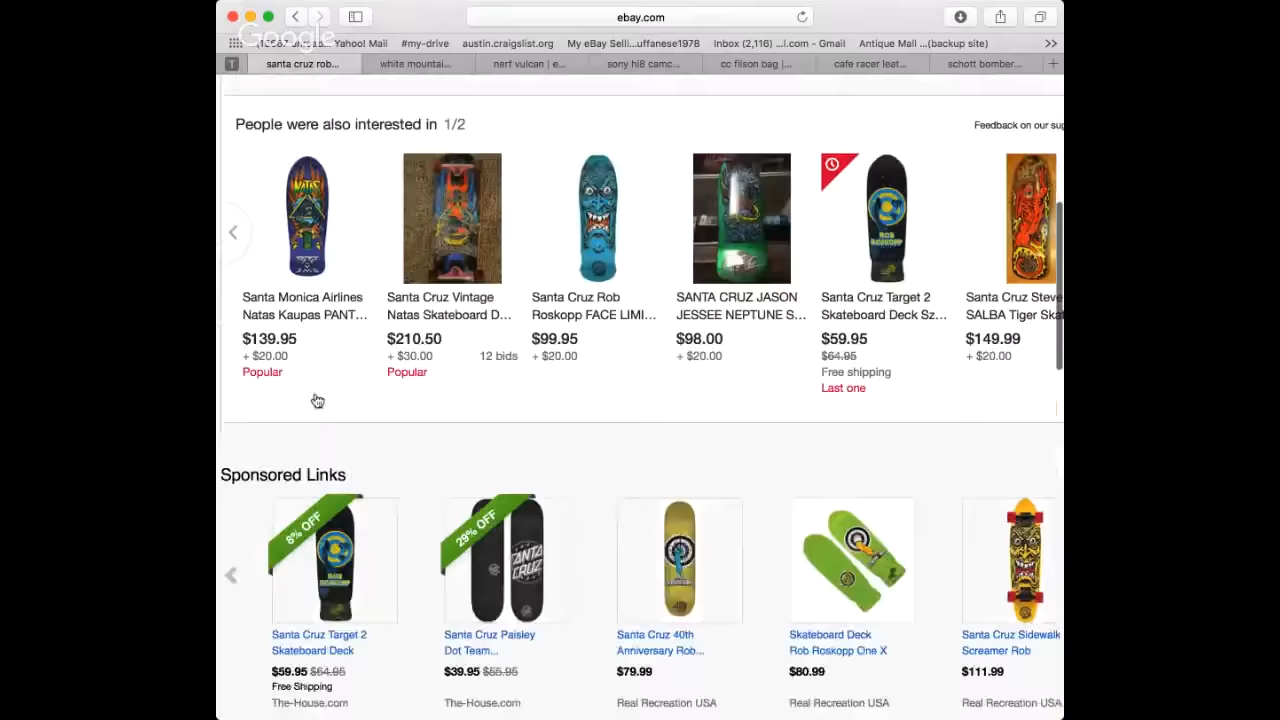 ebay.com
Google
Yahoo! Mail
#my-drive
austin.craigslist.org
My eBay Selli...uffanese1978
Inbox (2,116) ...l.com - Gmail
Antique Mall ...(backup site)
T
santa cruz rob...
white mountai...
nerf vulcan | e...
sony hi8 camc...
cc filson bag |...
cafe racer leat...
schott bomber...
People were also interested in 1/2
Feedback on our sug
NATAS
ROB
ROSKOPP
Santa Monica Airlines
Natas Kaupas PANT...
$139.95
+ $20.00
Popular
Santa Cruz Vintage
Natas Skateboard D...
$210.50
+ $30.00
12 bids
Popular
Santa Cruz Rob
Roskopp FACE LIMI...
$99.95
+ $20.00
SANTA CRUZ JASON
JESSEE NEPTUNE S...
$98.00
+ $20.00
Santa Cruz Target 2
Skateboard Deck Sz...
$59.95
$64.95
Free shipping
Last one
Santa Cruz Steve
SALBA Tiger Skat
$149.99
+ $20.00
Sponsored Links
8% OFF
29% OFF
SANTA
CRUZ
Santa Cruz Target 2
Skateboard Deck
$59.95 $64.95
Free Shipping
The-House.com
Santa Cruz Paisley
Dot Team...
$39.95 $55.95
The-House.com
Santa Cruz 40th
Anniversary Rob...
$79.99
Real Recreation USA
Skateboard Deck
Rob Roskopp One X
$80.99
Real Recreation USA
Santa Cruz Sidewalk
Screamer Rob
$111.99
Real Recreation USA